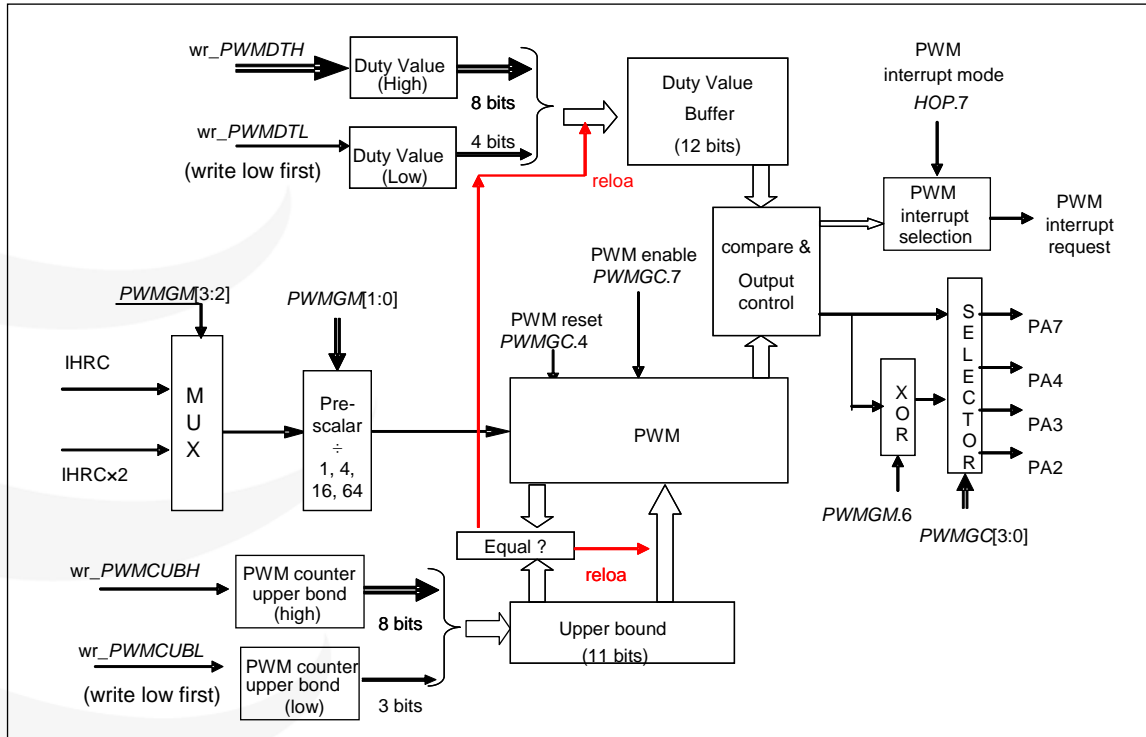 wr_PWMDTH
Duty Value
(High)
8 bits
wr_PWMDTL
(write low first)
Duty Value
(Low)
4 bits
reloa
Duty Value
Buffer
(12 bits)
PWM
interrupt mode
HOP.7
PWM
interrupt
selection
PWM
interrupt
request
compare &
Output
control
PWM enable
PWMGC.7
PWM reset
PWMGC.4
PWMGM[3:2]
PWMGM[1:0]
IHRC
IHRC×2
M
U
X
Pre-
scalar
÷
1, 4,
16, 64
PWM
X
O
R
PWMGM.6
S
E
L
E
C
T
O
R
PWMGC[3:0]
PA7
PA4
PA3
PA2
Equal ?
reloa
wr_PWMCUBH
PWM counter
upper bond
(high)
8 bits
wr_PWMCUBL
(write low first)
PWM counter
upper bond
(low)
3 bits
Upper bound
(11 bits)